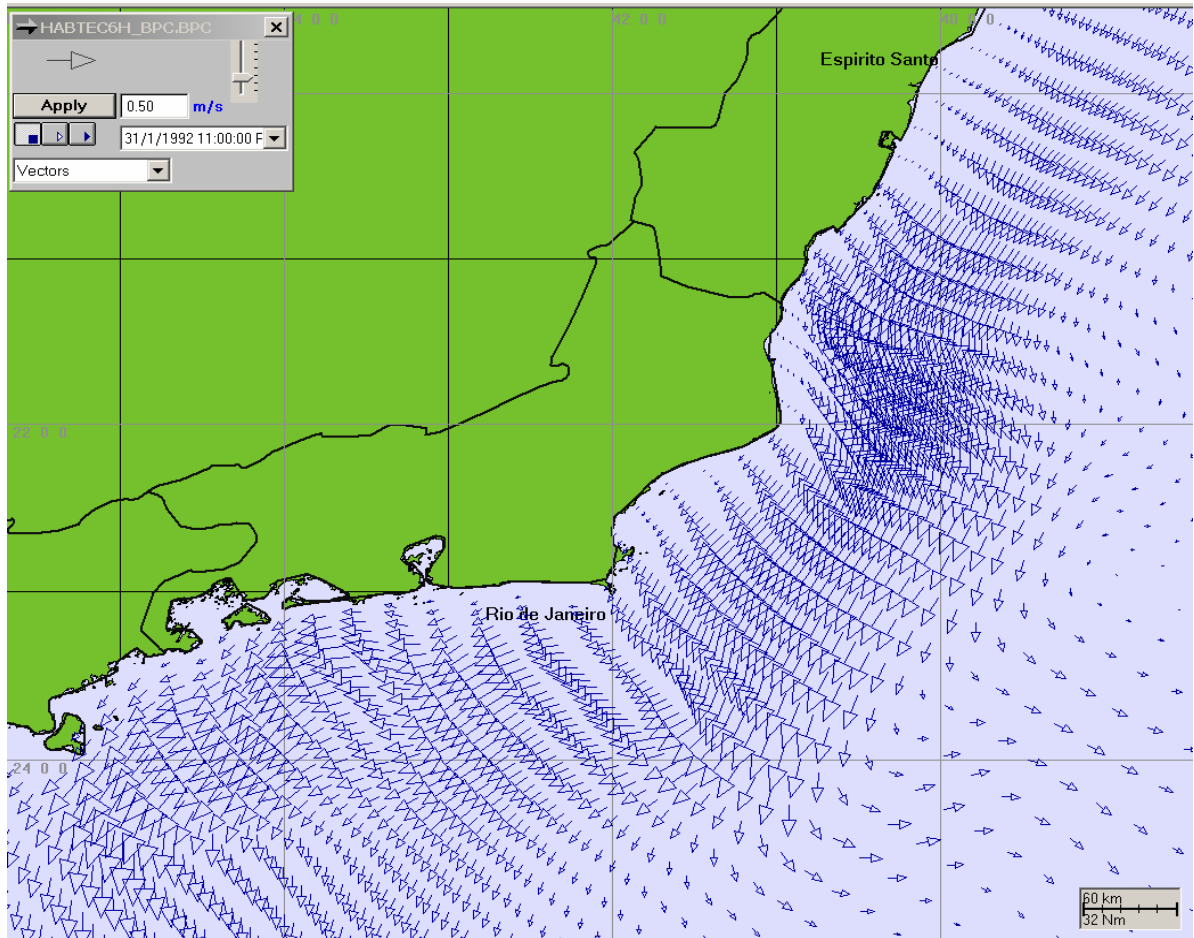 HABTEC6H_BPC.BPC
Apply
0.50
m/s
31/1/1992 11:00:00 F
Vectors
42 0 0
40 0 0
Espirito Santo
22 0 0
Rio de Janeiro
24 0 0
60 km
32 Nm